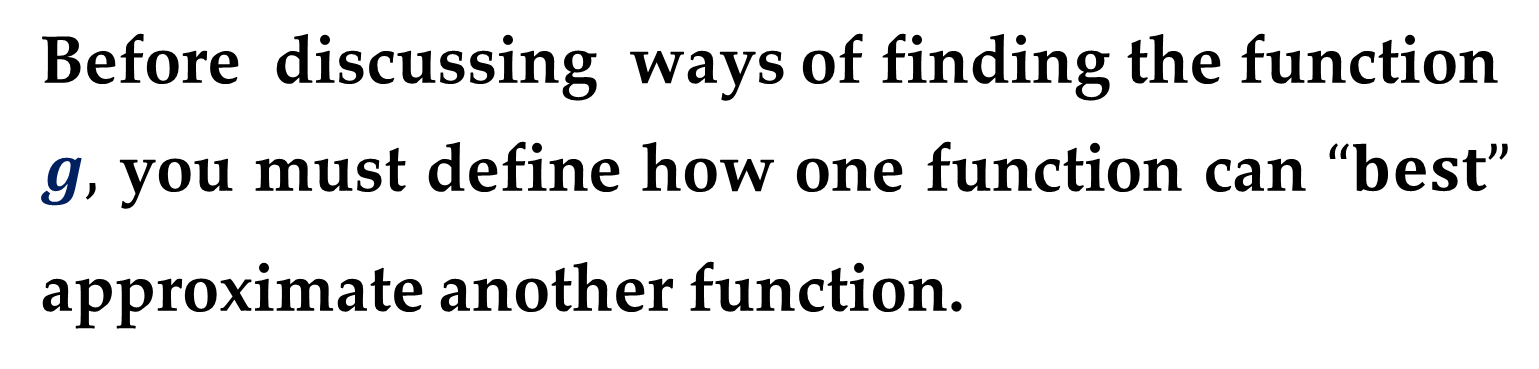 Before discussing ways of finding the function
g, you must define how one function can “best”
approximate another function.